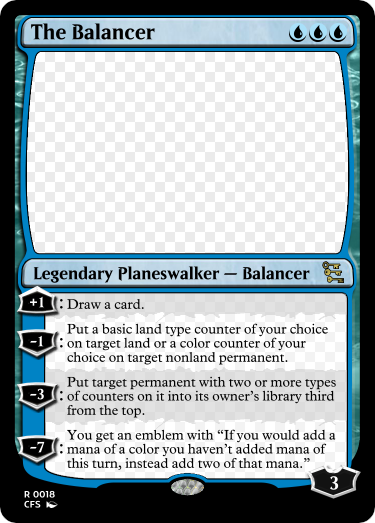 The Balancer
Legendary Planeswalker — Balancer
+1: Draw a card.
-1: Put a basic land type counter of your choice
on target land or a color counter of your
choice on target nonland permanent.
-3: Put target permanent with two or more types
of counters on it into its owner's library third
from the top.
-7: You get an emblem with “If you would add a
mana of a color you haven't added mana of
this turn, instead add two of that mana.”
3
R 0018
CFS